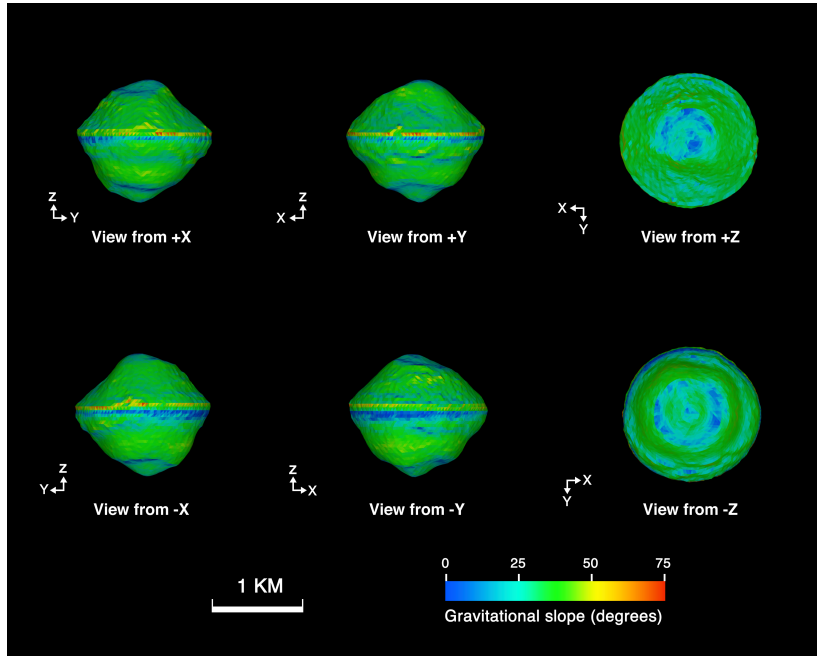 Z
Y
View from +X
Z
X
View from +Y
X
Y
View from +Z
Z
Y
View from -X
Z
X
View from -Y
X
Y
View from -Z
1 KM
0 25 50 75
Gravitational slope (degrees)